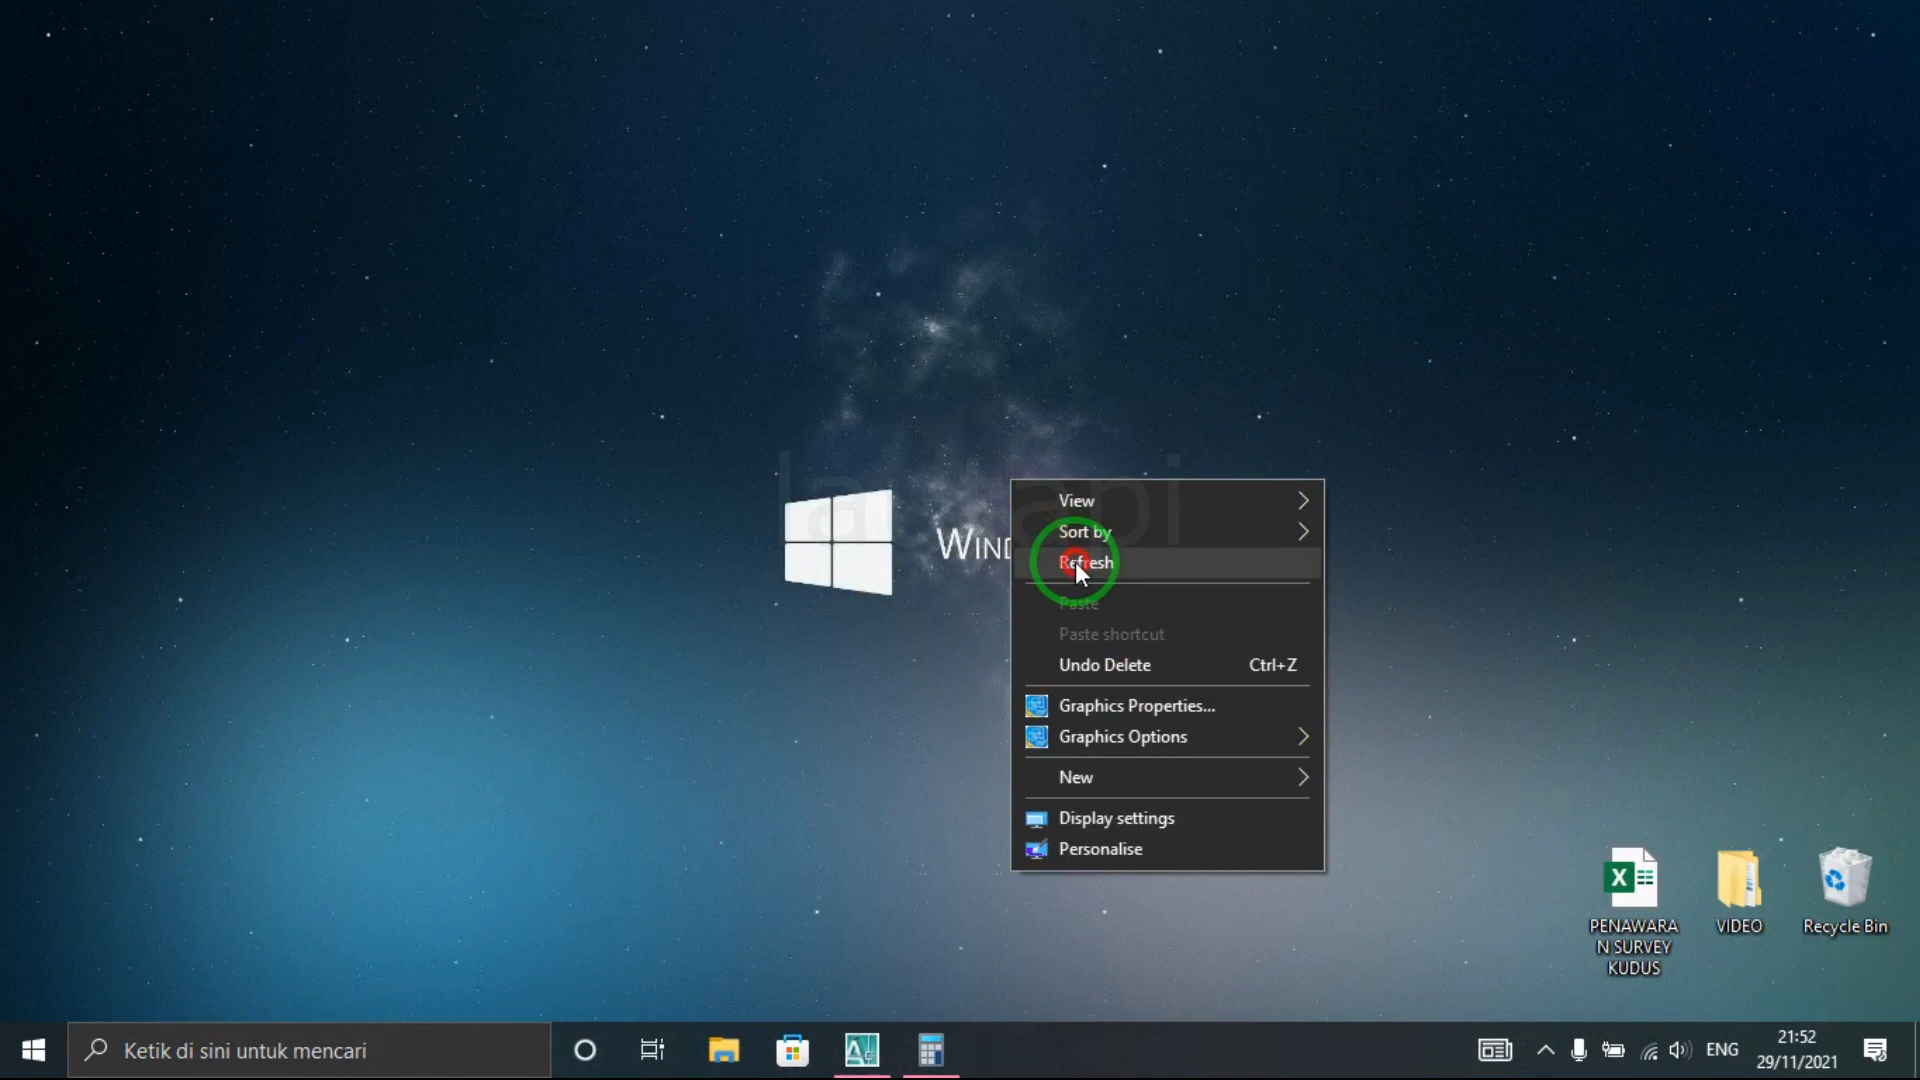 WIND
View
Sort by
Refresh
Paste
Paste shortcut
Undo Delete Ctrl+Z
Graphics Properties...
Graphics Options
New
Display settings
Personalise
PENAWARA
N SURVEY
KUDUS
VIDEO
Recycle Bin
Ketik di sini untuk mencari
ENG
21:52
29/11/2021